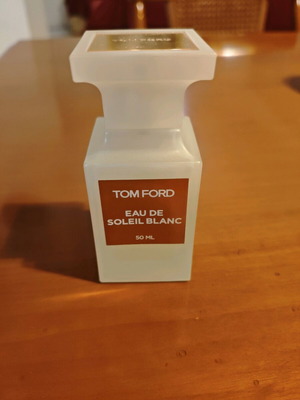 TOM FORD
EAU DE
SOLEIL BLANC
50 ML